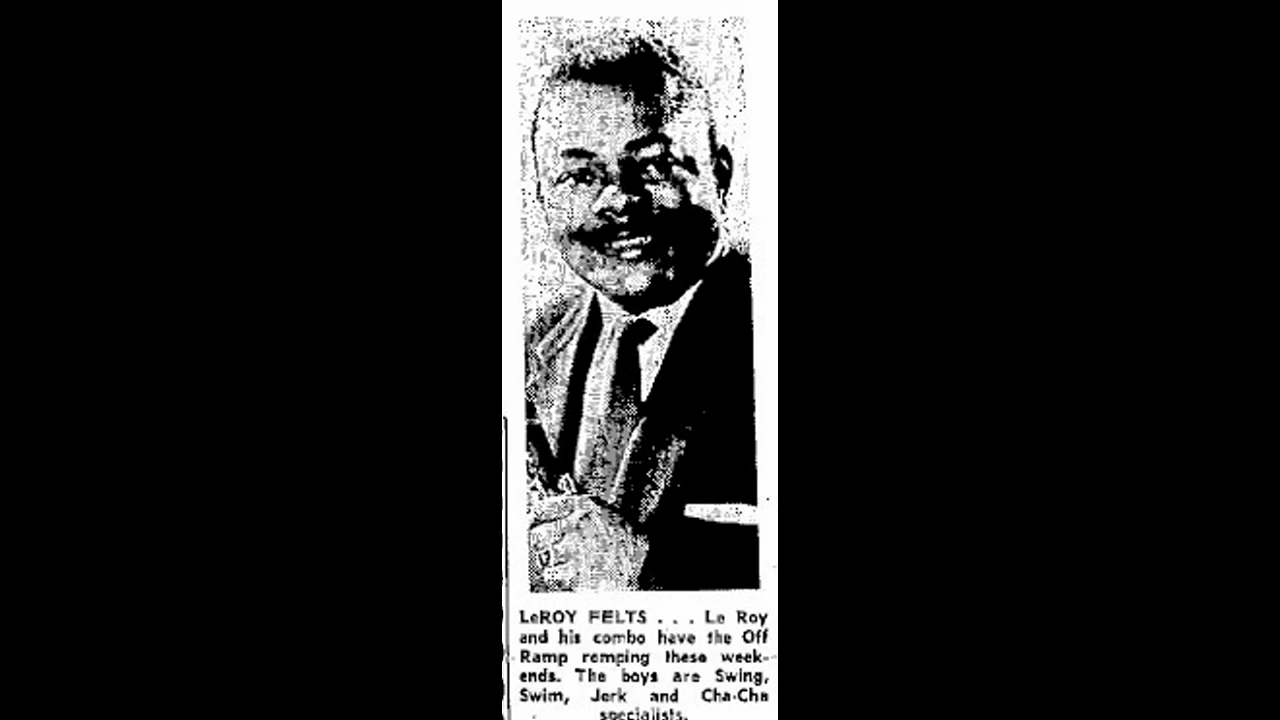 LeROY FELTS . . . Le Roy
and his combo have the Off
Ramp romping these week-
ends. The boys are Swing,
Swim, Jerk and Cha-Cha
specialists.